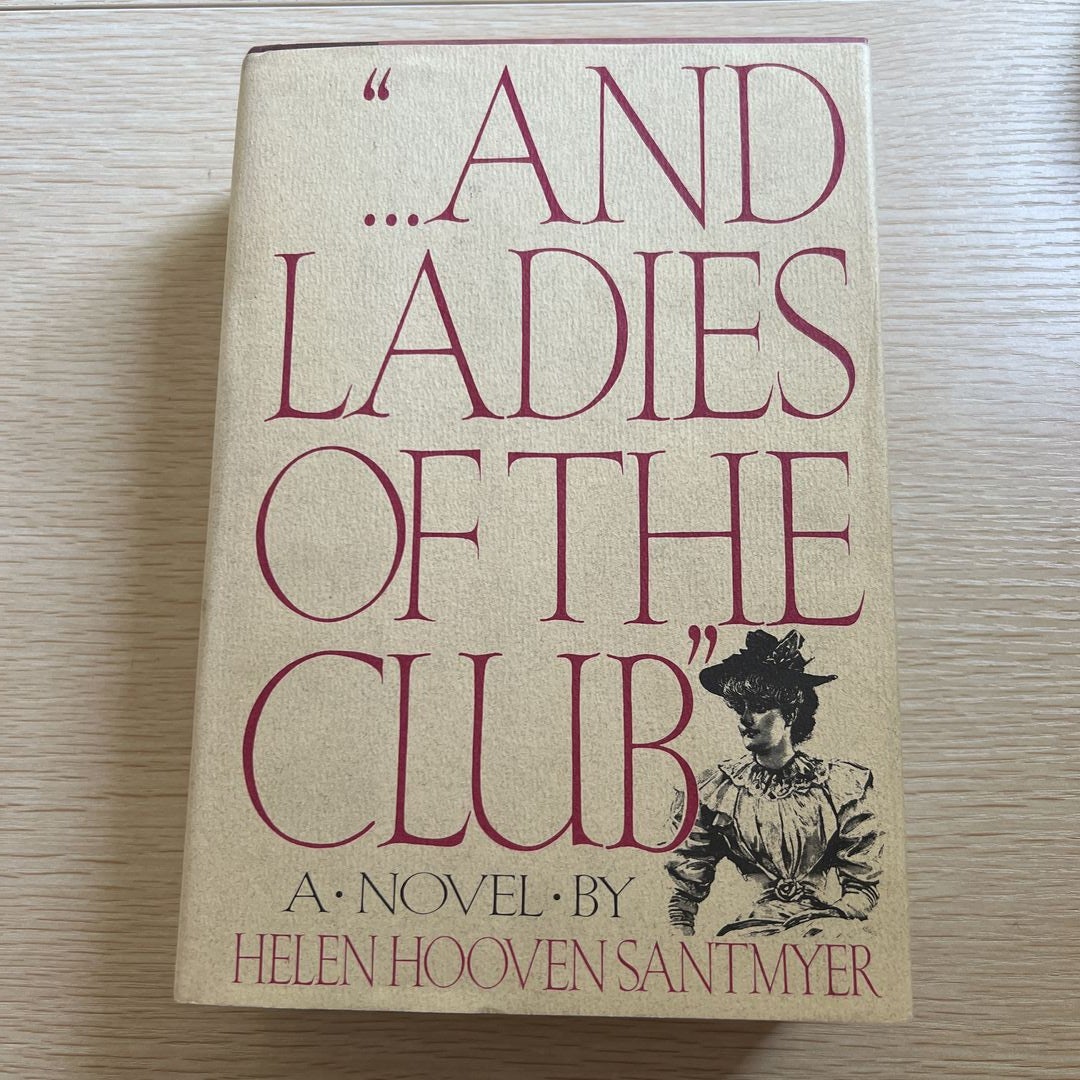 “...AND
LADIES
OF THE
CLUB”
A·NOVEL·BY
HELEN HOOVEN SANTMYER